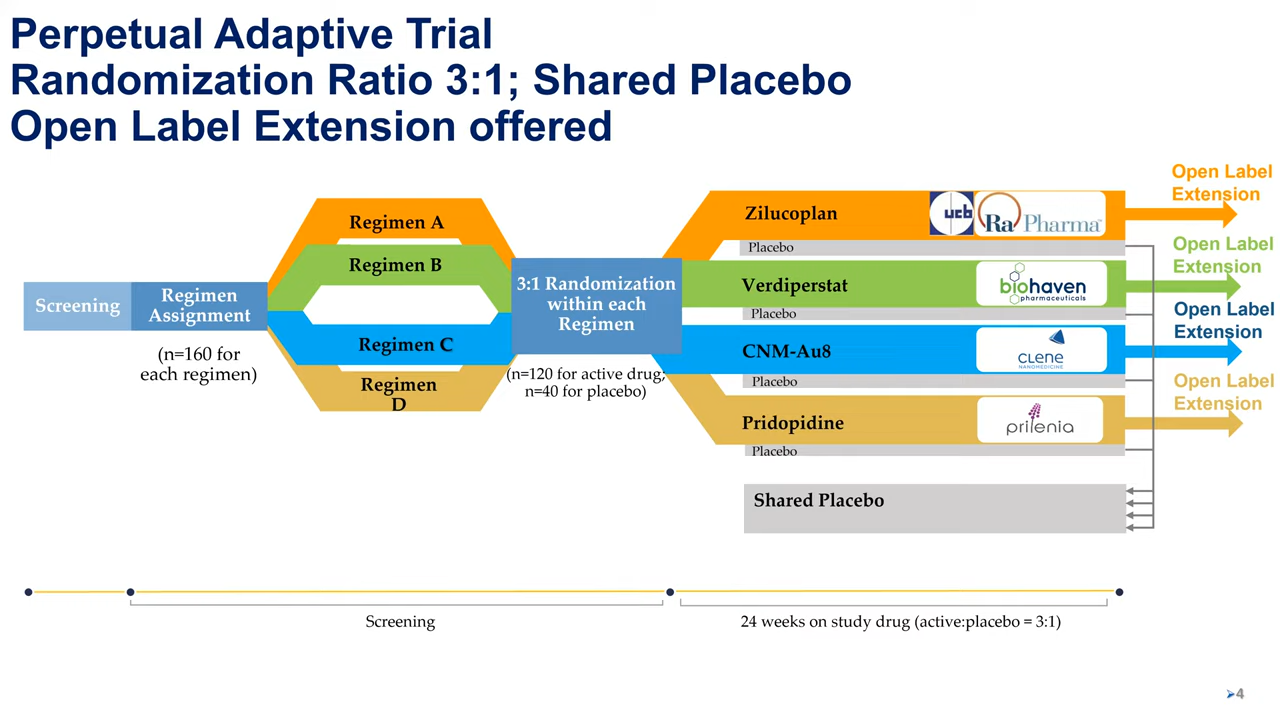 Perpetual Adaptive Trial
Randomization Ratio 3:1; Shared Placebo
Open Label Extension offered
Screening
Regimen
Assignment
(n=160 for
each regimen)
Regimen A
Regimen B
Regimen C
Regimen
D
3:1 Randomization
within each
Regimen
(n=120 for active drug;
n=40 for placebo)
Zilucoplan
ucb
Ra Pharma™
Placebo
Open Label
Extension
Verdiperstat
biohaven
pharmaceuticals
Placebo
Open Label
Extension
CNM-Au8
CLENE
NANOMEDICINE
Placebo
Open Label
Extension
Pridopidine
prilenia
Placebo
Open Label
Extension
Shared Placebo
Screening
24 weeks on study drug (active:placebo = 3:1)
4